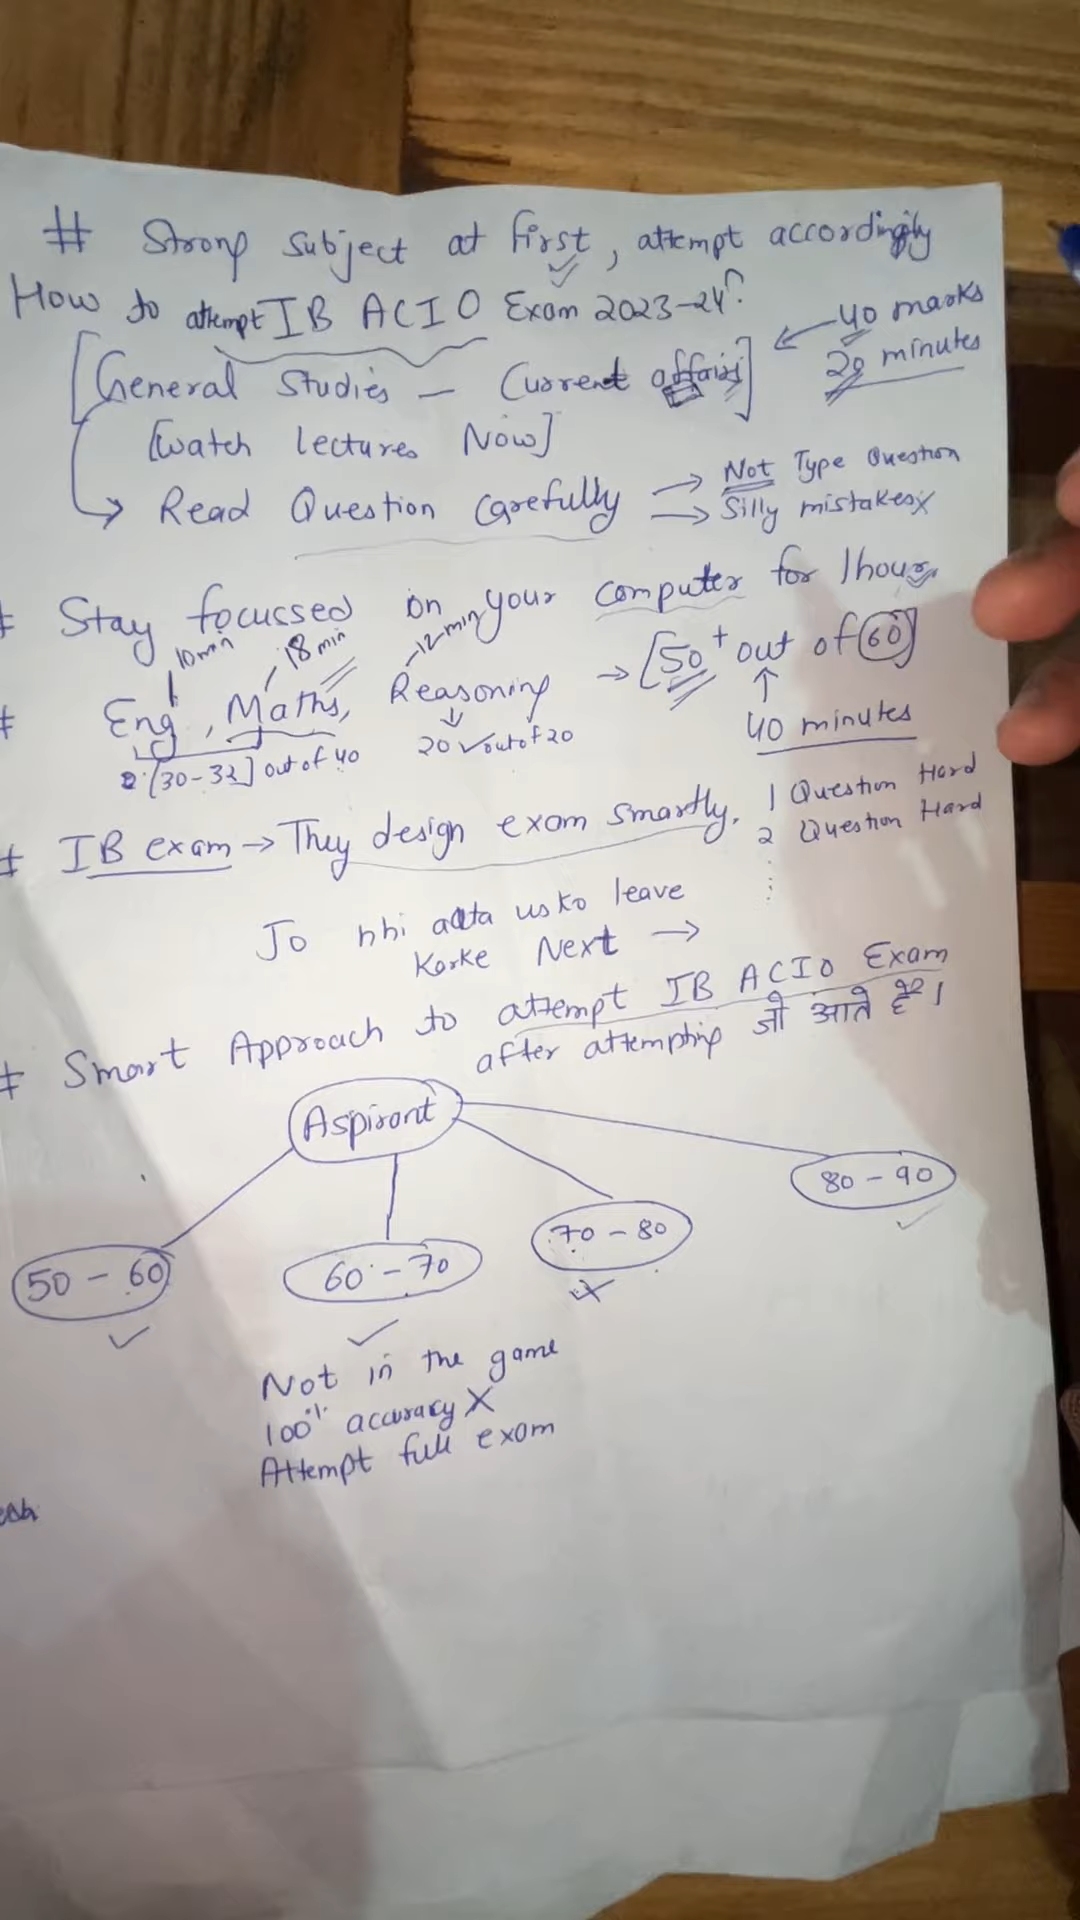 # Strong subject at first, attempt accordingly
How to attempt IB ACIO Exam 2023-24?
[General Studies - Current affairs] ← 40 marks
20 minutes
[Watch lectures Now]
→ Read Question Carefully → Not Type Question
→ Silly mistakes X
# Stay focussed on your computer for 1 hour
10 min 18 min 12 min
# Eng, Maths, Reasoning → [50+ out of 60]
[30-32] out of 40
20 ✓ out of 20
↑
40 minutes
# IB exam → They design exam smartly. 1 Question Hard
2 Question Hard
Jo nhi aata usko leave
Karke Next →
# Smart Approach to attempt IB ACIO Exam
after attempting जो आते है।
Aspirant
50 - 60
60 - 70
70 - 80
80 - 90
Not in the game
100% accuracy X
Attempt full exam